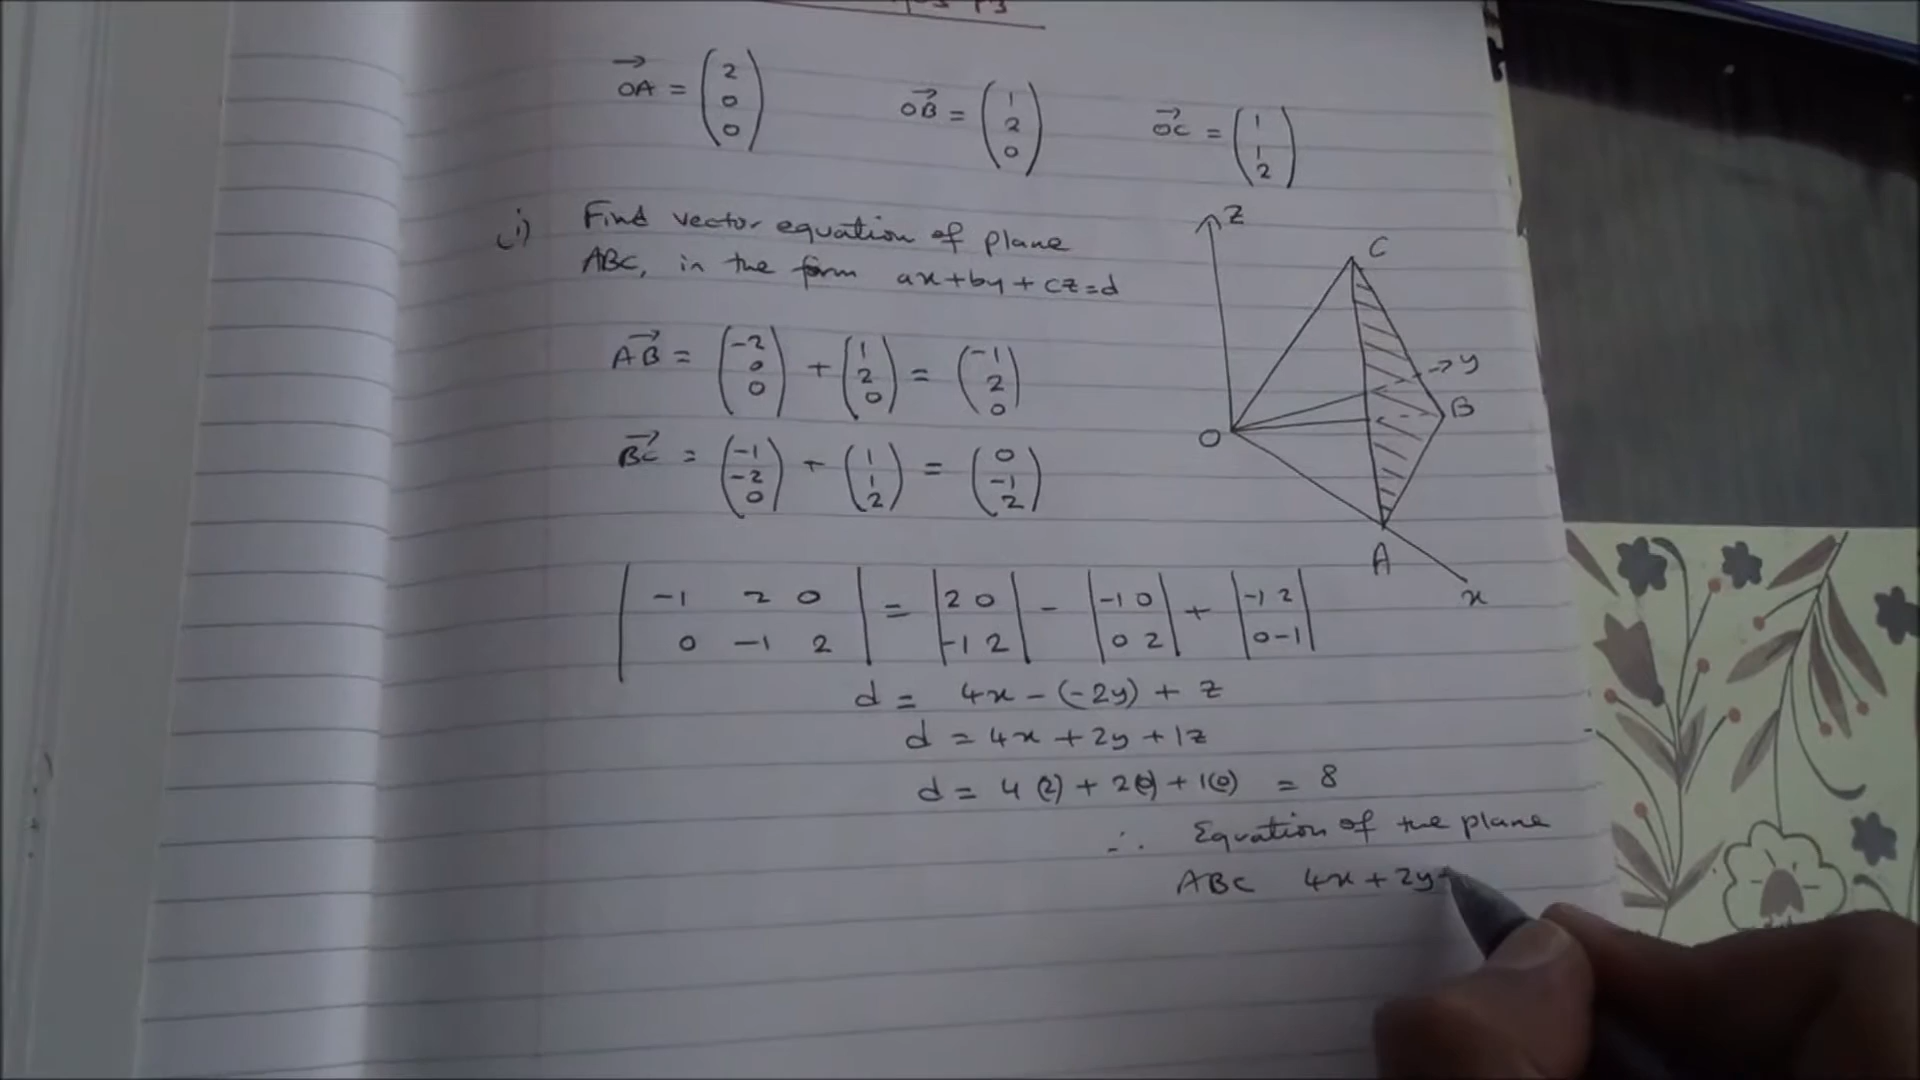 OA = (2 0 0) OB = (1 2 0) OC = (1 1 2)
(i) Find vector equation of plane
ABC, in the form ax+by+cz=d
AB = (-2 0 0) + (1 2 0) = (-1 2 0)
BC = (-1 -2 0) + (1 1 2) = (0 -1 2)
z
C
y
B
O
A
x
| -1 2 0 | = |2 0| - |-1 0| + |-1 2|
| 0 -1 2 | |-1 2| |0 2| |0 -1|
d = 4x - (-2y) + z
d = 4x + 2y + 1z
d = 4(2) + 2(0) + 1(0) = 8
∴ Equation of the plane
ABC 4x + 2y +